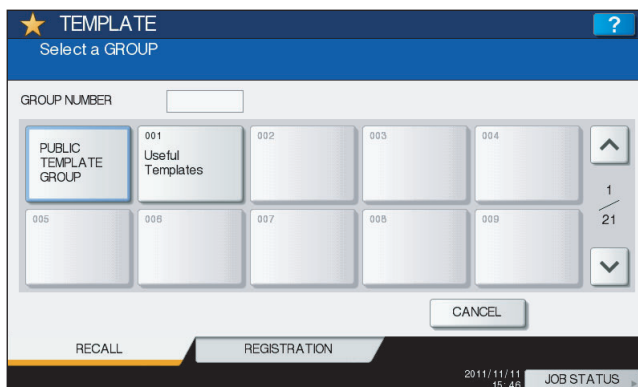 TEMPLATE
?
Select a GROUP
GROUP NUMBER
PUBLIC
TEMPLATE
GROUP
001
Useful
Templates
002
003
004
1
21
005
006
007
008
009
CANCEL
RECALL
REGISTRATION
2011/11/11
15:46
JOB STATUS